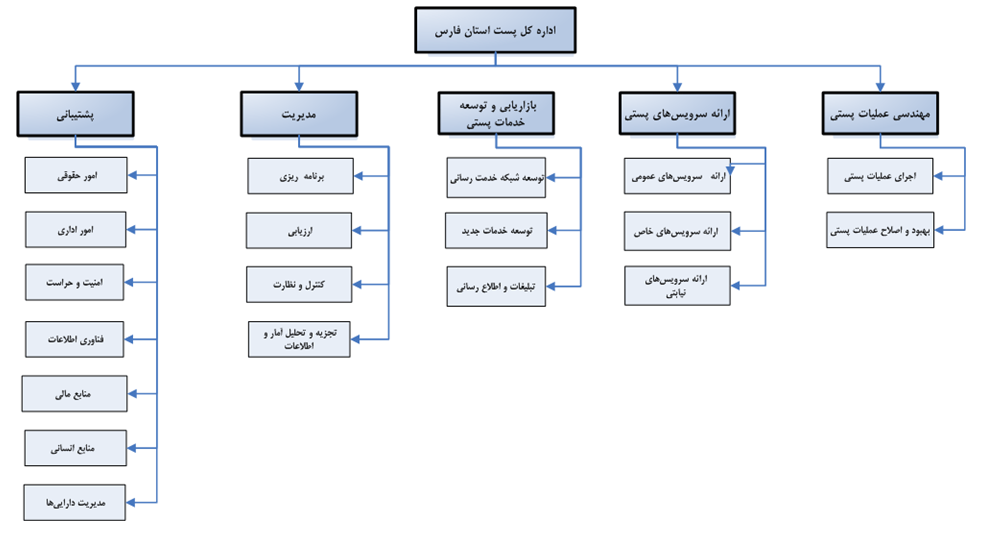 اداره کل پست استان فارس
مهندسی عملیات پستی
اجرای عملیات پستی
بهبود و اصلاح عملیات پستی
ارائه سرویس‌های پستی
ارائه سرویس‌های عمومی
ارائه سرویس‌های خاص
ارائه سرویس‌های
نیابتی
بازاریابی و توسعه
خدمات پستی
توسعه شبکه خدمت رسانی
توسعه خدمات جدید
تبلیغات و اطلاع رسانی
مدیریت
برنامه ریزی
ارزیابی
کنترل و نظارت
تجزیه و تحلیل آمار و
اطلاعات
پشتیبانی
امور حقوقی
امور اداری
امنیت و حراست
فناوری اطلاعات
منابع مالی
منابع انسانی
مدیریت دارایی‌ها